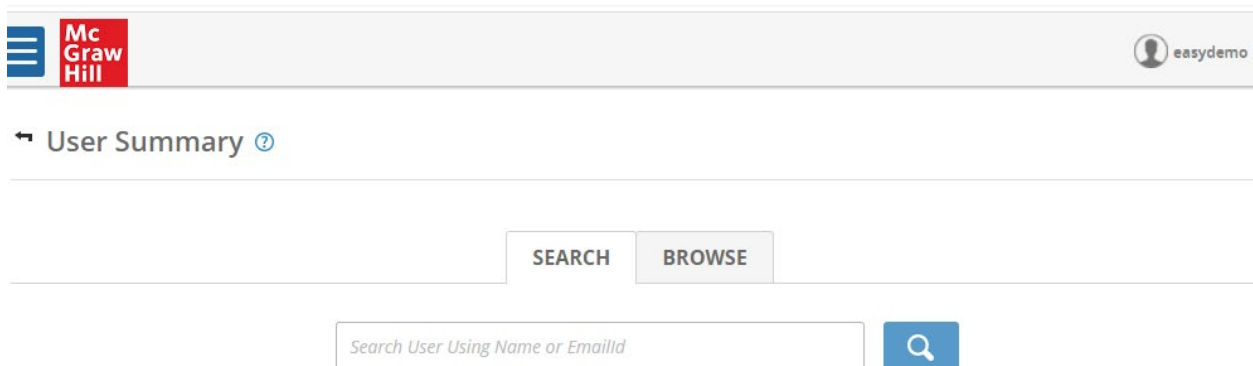 Mc
Graw
Hill
easydemo
User Summary ?
SEARCH
BROWSE
Search User Using Name or EmailId